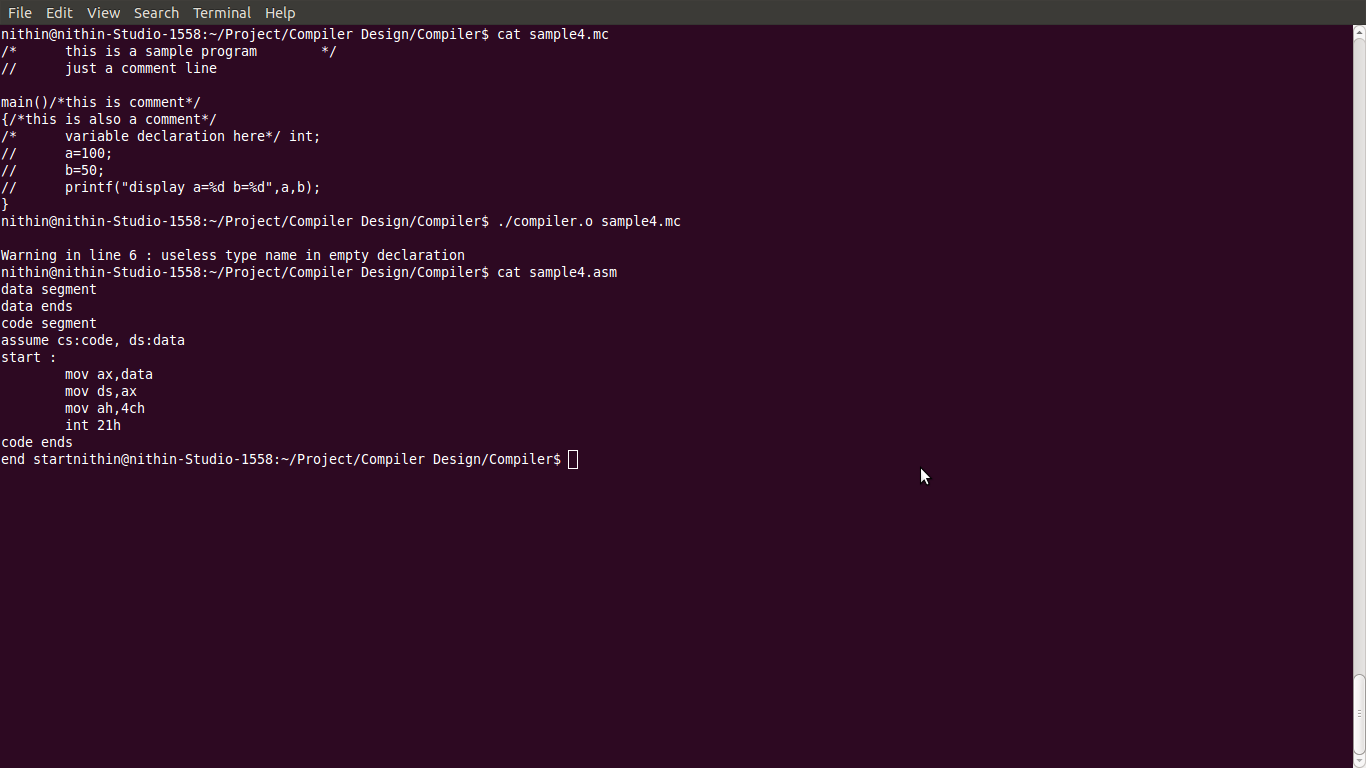 File Edit View Search Terminal Help
nithin@nithin-Studio-1558:~/Project/Compiler Design/Compiler$ cat sample4.mc
/*      this is a sample program        */
//      just a comment line
main()/*this is comment*/
{/*this is also a comment*/
/*      variable declaration here*/ int;
//      a=100;
//      b=50;
//      printf("display a=%d b=%d",a,b);
}
nithin@nithin-Studio-1558:~/Project/Compiler Design/Compiler$ ./compiler.o sample4.mc
Warning in line 6 : useless type name in empty declaration
nithin@nithin-Studio-1558:~/Project/Compiler Design/Compiler$ cat sample4.asm
data segment
data ends
code segment
assume cs:code, ds:data
start :
        mov ax,data
        mov ds,ax
        mov ah,4ch
        int 21h
code ends
end startnithin@nithin-Studio-1558:~/Project/Compiler Design/Compiler$